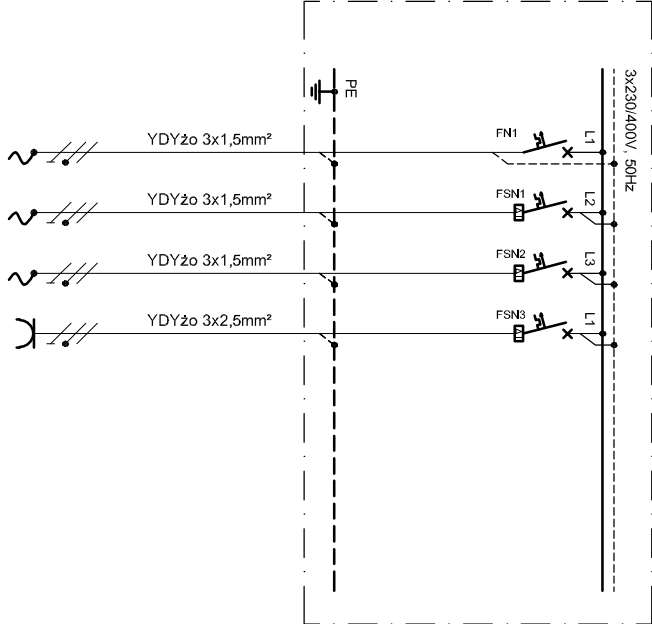 3x230/400V, 50Hz
PE
YDYżo 3x1,5mm²
FN1
L1
YDYżo 3x1,5mm²
FSN1
L2
YDYżo 3x1,5mm²
FSN2
L3
YDYżo 3x2,5mm²
FSN3
L1